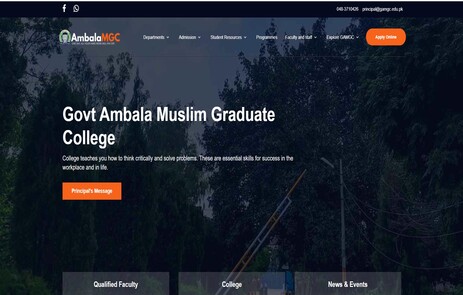 048-3710426 principal@gamgc.edu.pk
AmbalaMGC
Departments Admission Student Resources Programmes Faculty and staff Explore GAMGC Apply Online
Govt Ambala Muslim Graduate
College
College teaches you how to think critically and solve problems. These are essential skills for success in the
workplace and in life.
Principal's Message
Qualified Faculty College News & Events